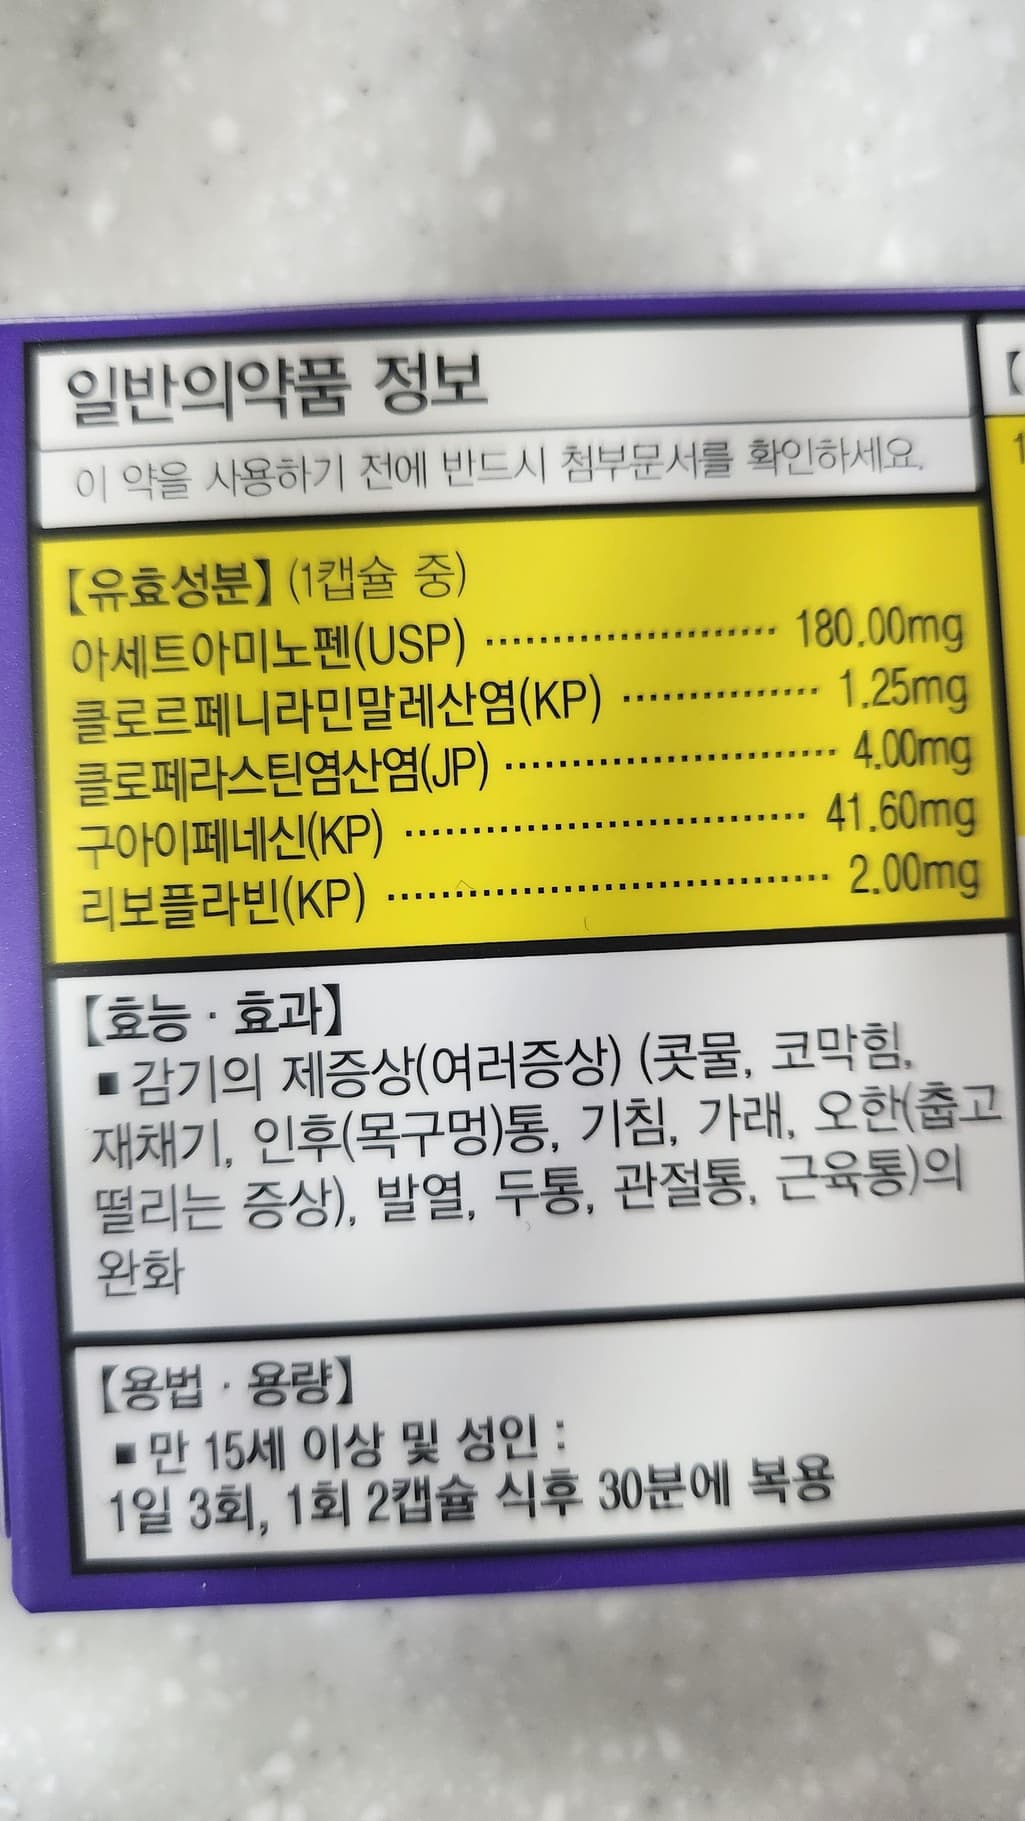 일반의약품 정보
이 약을 사용하기 전에 반드시 첨부문서를 확인하세요.
【유효성분】(1캡슐 중)
아세트아미노펜(USP) ························ 180.00mg
클로르페니라민말레산염(KP) ················ 1.25mg
클로페라스틴염산염(JP) ··························· 4.00mg
구아이페네신(KP) ································ 41.60mg
리보플라빈(KP) ··································· 2.00mg
【효능 · 효과】
▪ 감기의 제증상(여러증상) (콧물, 코막힘,
재채기, 인후(목구멍)통, 기침, 가래, 오한(춥고
떨리는 증상), 발열, 두통, 관절통, 근육통)의
완화
【용법 · 용량】
▪ 만 15세 이상 및 성인 :
1일 3회, 1회 2캡슐 식후 30분에 복용